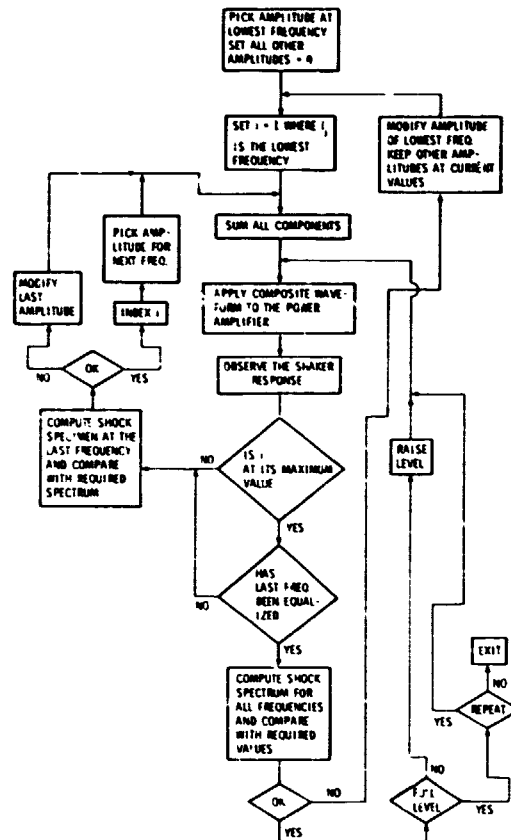 PICK AMPLITUDE AT
LOWEST FREQUENCY
SET ALL OTHER
AMPLITUDES = 0
SET i = 1 WHERE
IS THE LOWEST
FREQUENCY
MODIFY AMPLITUDE
OF LOWEST FREQ.
KEEP OTHER AMP-
LITUDES AT CURRENT
VALUES
SUM ALL COMPONENTS
PICK AMP-
LITUDE FOR
NEXT FREQ.
MODIFY
LAST
AMPLITUDE
INDEX i
APPLY COMPOSITE WAVE-
FORM TO THE POWER
AMPLIFIER
OBSERVE THE SHAKER
RESPONSE
NO
OK
YES
COMPUTE SHOCK
SPECIMEN AT THE
LAST FREQUENCY
AND COMPARE
WITH REQUIRED
SPECTRUM
NO
IS i
AT ITS MAXIMUM
VALUE
YES
RAISE
LEVEL
NO
HAS
LAST FREQ
BEEN EQUAL-
IZED
YES
COMPUTE SHOCK
SPECTRUM FOR
ALL FREQUENCIES
AND COMPARE
WITH REQUIRED
VALUES
EXIT
NO
YES
REPEAT
OK
NO
YES
NO
LEVEL
YES